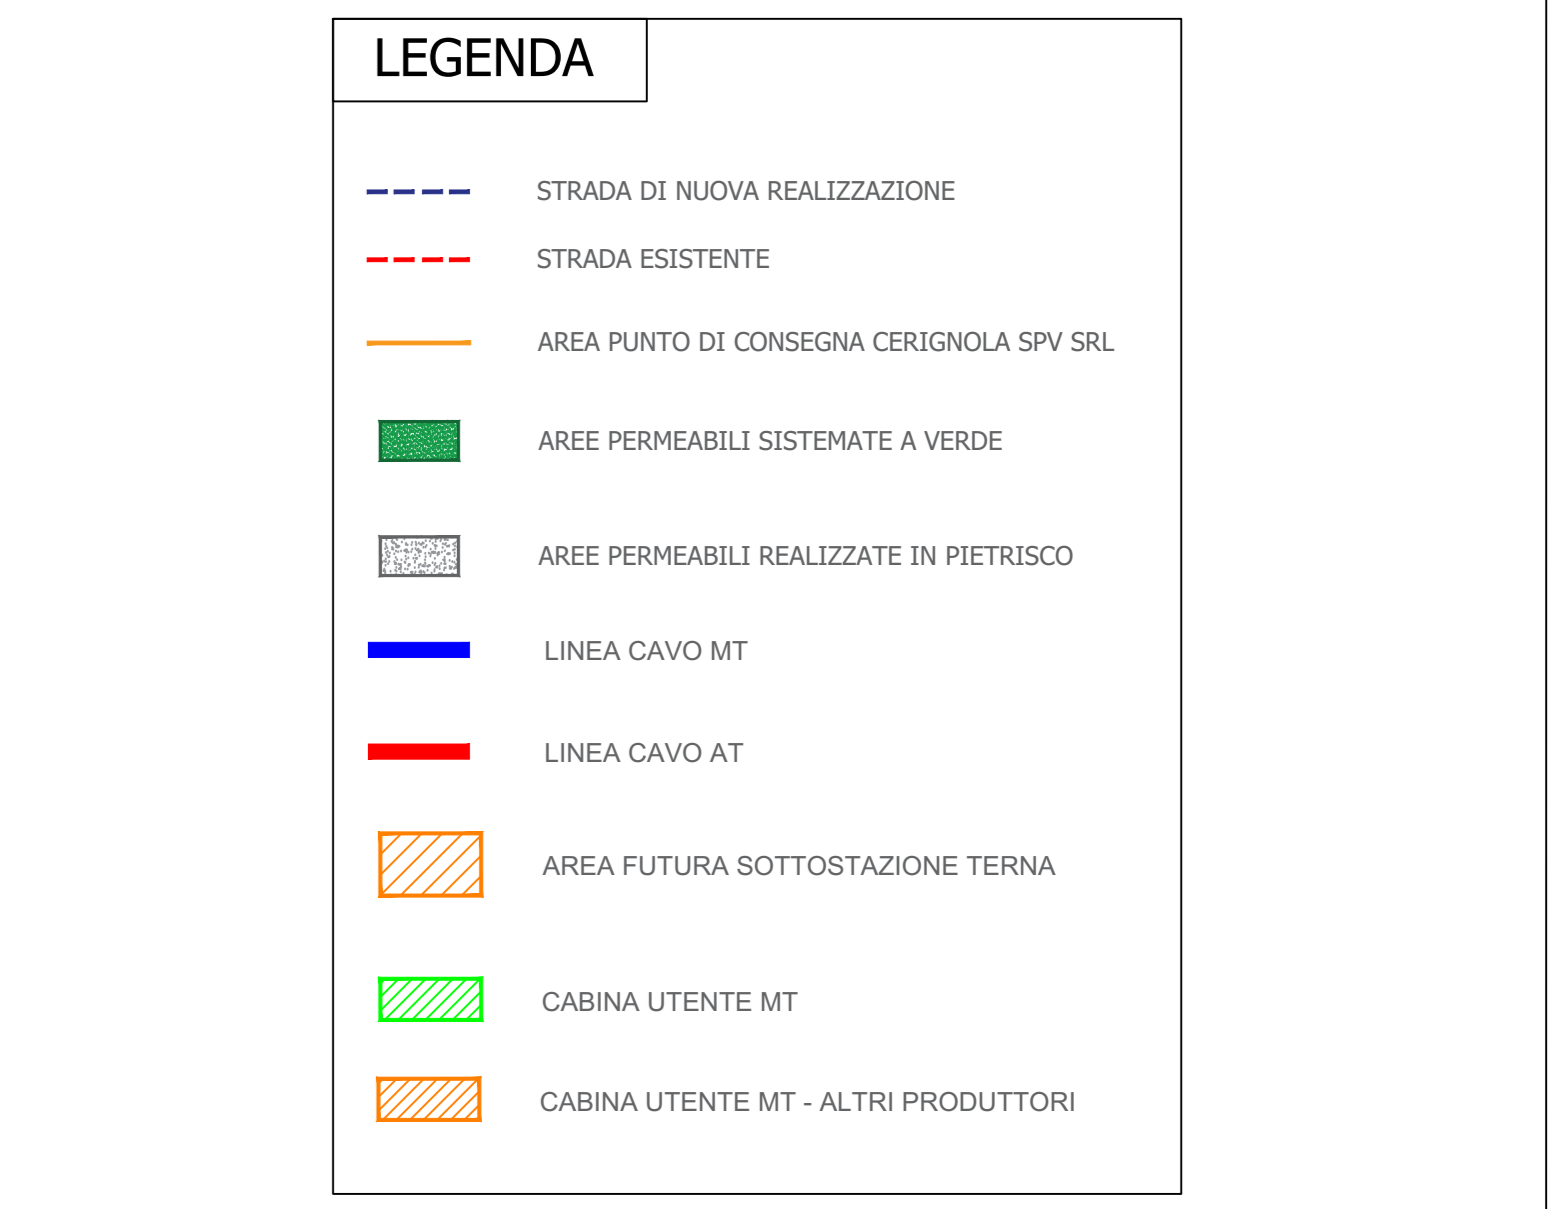 LEGENDA
STRADA DI NUOVA REALIZZAZIONE
STRADA ESISTENTE
AREA PUNTO DI CONSEGNA CERIGNOLA SPV SRL
AREE PERMEABILI SISTEMATE A VERDE
AREE PERMEABILI REALIZZATE IN PIETRISCO
LINEA CAVO MT
LINEA CAVO AT
AREA FUTURA SOTTOSTAZIONE TERNA
CABINA UTENTE MT
CABINA UTENTE MT - ALTRI PRODUTTORI